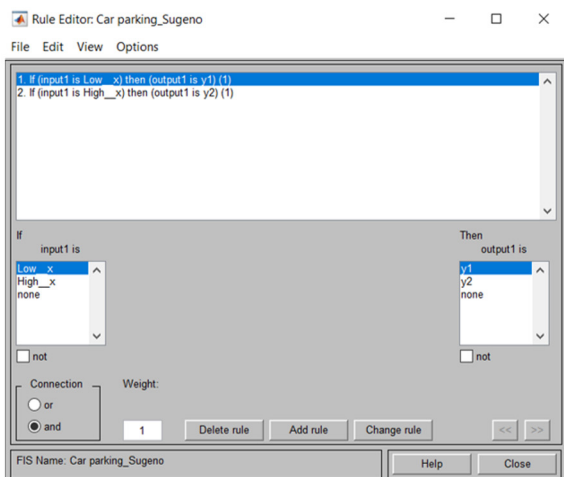 Rule Editor: Car parking_Sugeno
File Edit View Options
1. If (input1 is Low__x) then (output1 is y1) (1)
2. If (input1 is High__x) then (output1 is y2) (1)
If
input1 is
Then
output1 is
Low__x
High__x
none
y1
y2
none
not
not
Connection
or
and
Weight:
1
Delete rule
Add rule
Change rule
<<
>>
FIS Name: Car parking_Sugeno
Help
Close